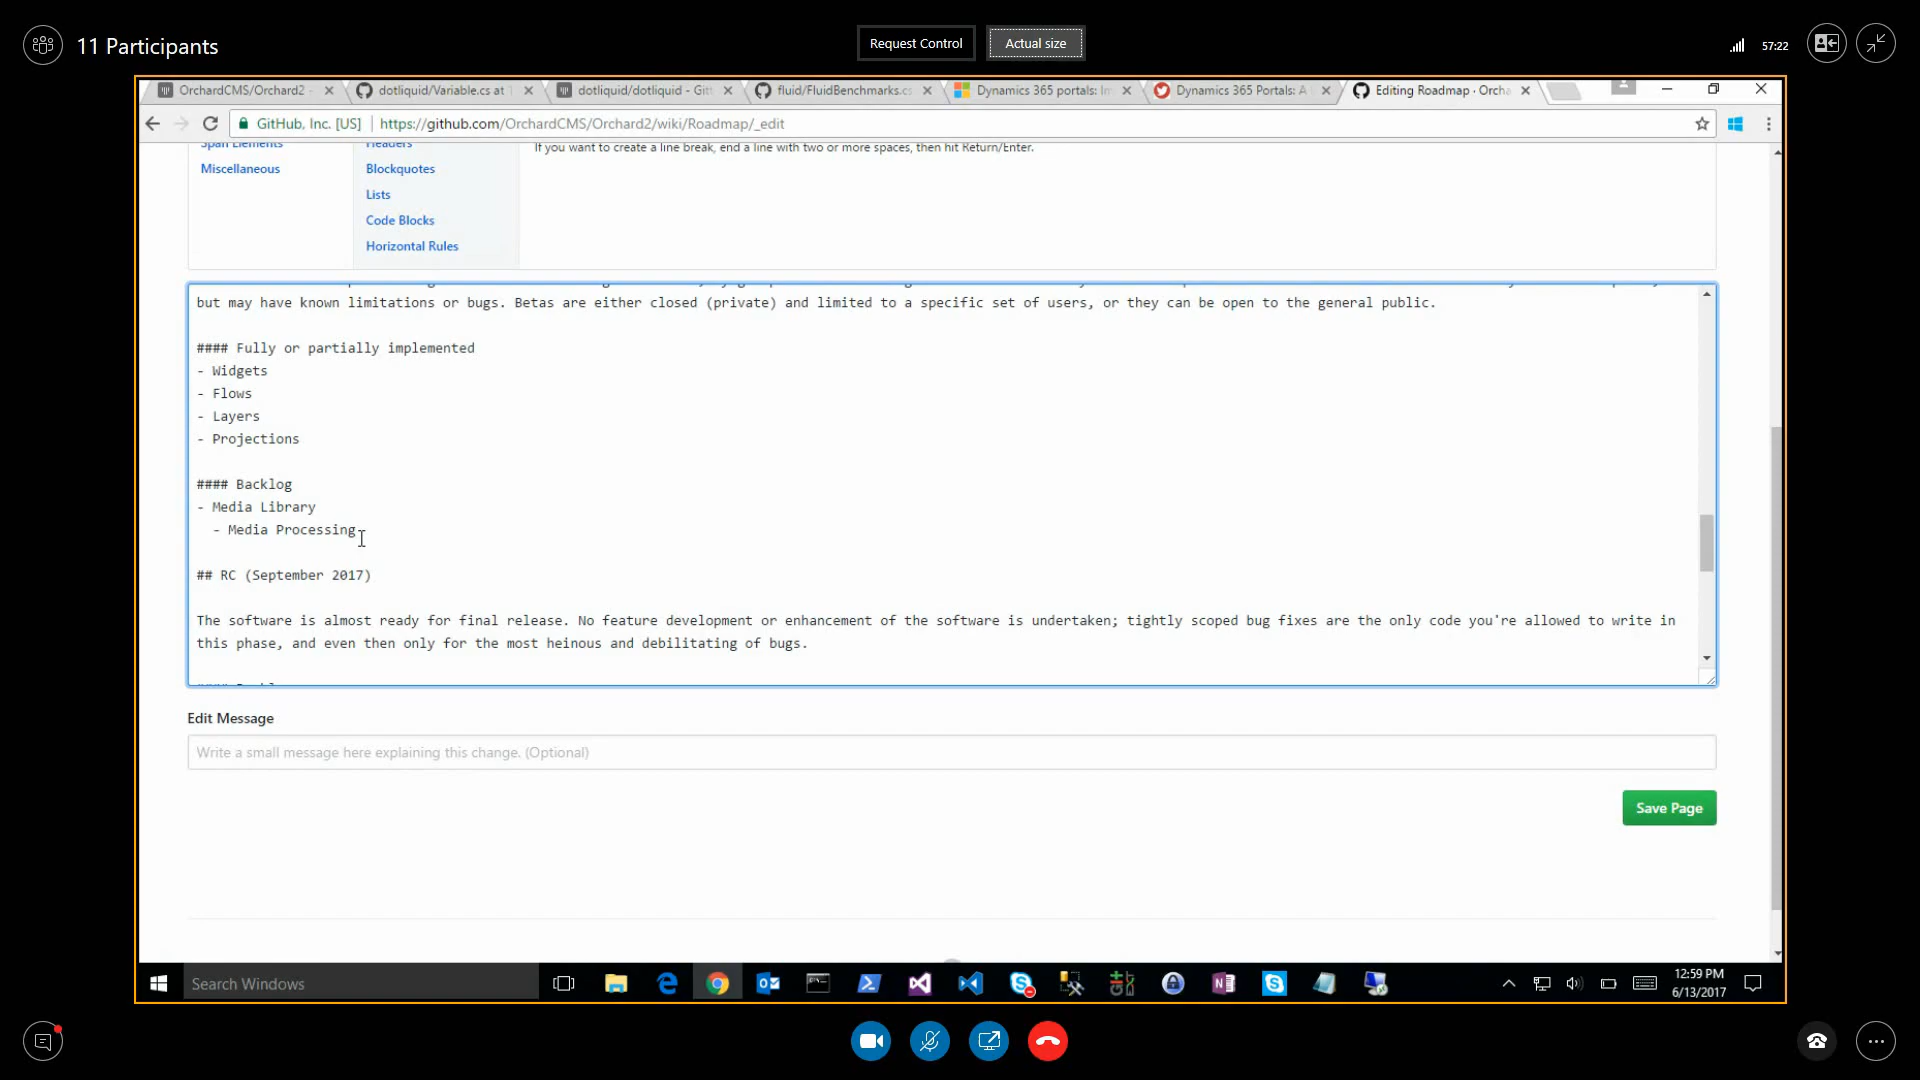 11 Participants
Request Control
Actual size
57:22
OrchardCMS/Orchard2 -
dotliquid/Variable.cs at
dotliquid/dotliquid - Git
fluid/FluidBenchmarks.cs
Dynamics 365 portals: Im
Dynamics 365 Portals: A
Editing Roadmap · Orcha
GitHub, Inc. [US]
https://github.com/OrchardCMS/Orchard2/wiki/Roadmap/_edit
Span Elements
Headers
If you want to create a line break, end a line with two or more spaces, then hit Return/Enter.
Miscellaneous
Blockquotes
Lists
Code Blocks
Horizontal Rules
but may have known limitations or bugs. Betas are either closed (private) and limited to a specific set of users, or they can be open to the general public.
#### Fully or partially implemented
- Widgets
- Flows
- Layers
- Projections
#### Backlog
- Media Library
- Media Processing
## RC (September 2017)
The software is almost ready for final release. No feature development or enhancement of the software is undertaken; tightly scoped bug fixes are the only code you're allowed to write in
this phase, and even then only for the most heinous and debilitating of bugs.
Edit Message
Write a small message here explaining this change. (Optional)
Save Page
Search Windows
12:59 PM
6/13/2017